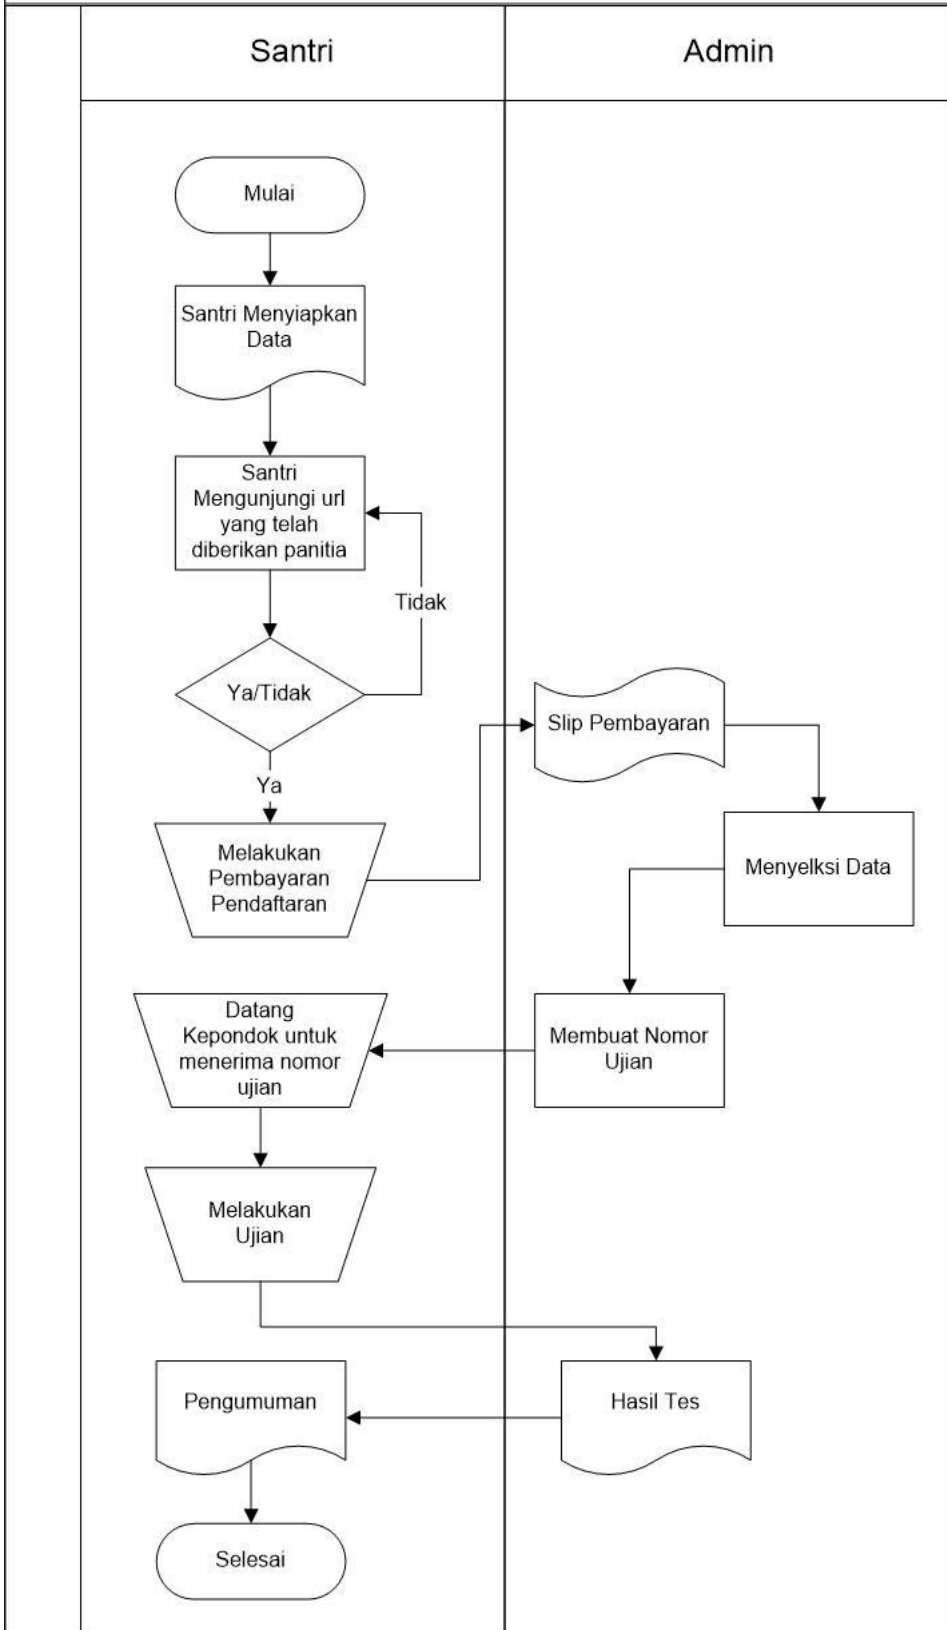 Santri
Admin
Mulai
Santri Menyiapkan
Data
Santri
Mengunjungi url
yang telah
diberikan panitia
Tidak
Ya/Tidak
Ya
Slip Pembayaran
Melakukan
Pembayaran
Pendaftaran
Menyelksi Data
Membuat Nomor
Ujian
Datang
Kepondok untuk
menerima nomor
ujian
Melakukan
Ujian
Hasil Tes
Pengumuman
Selesai